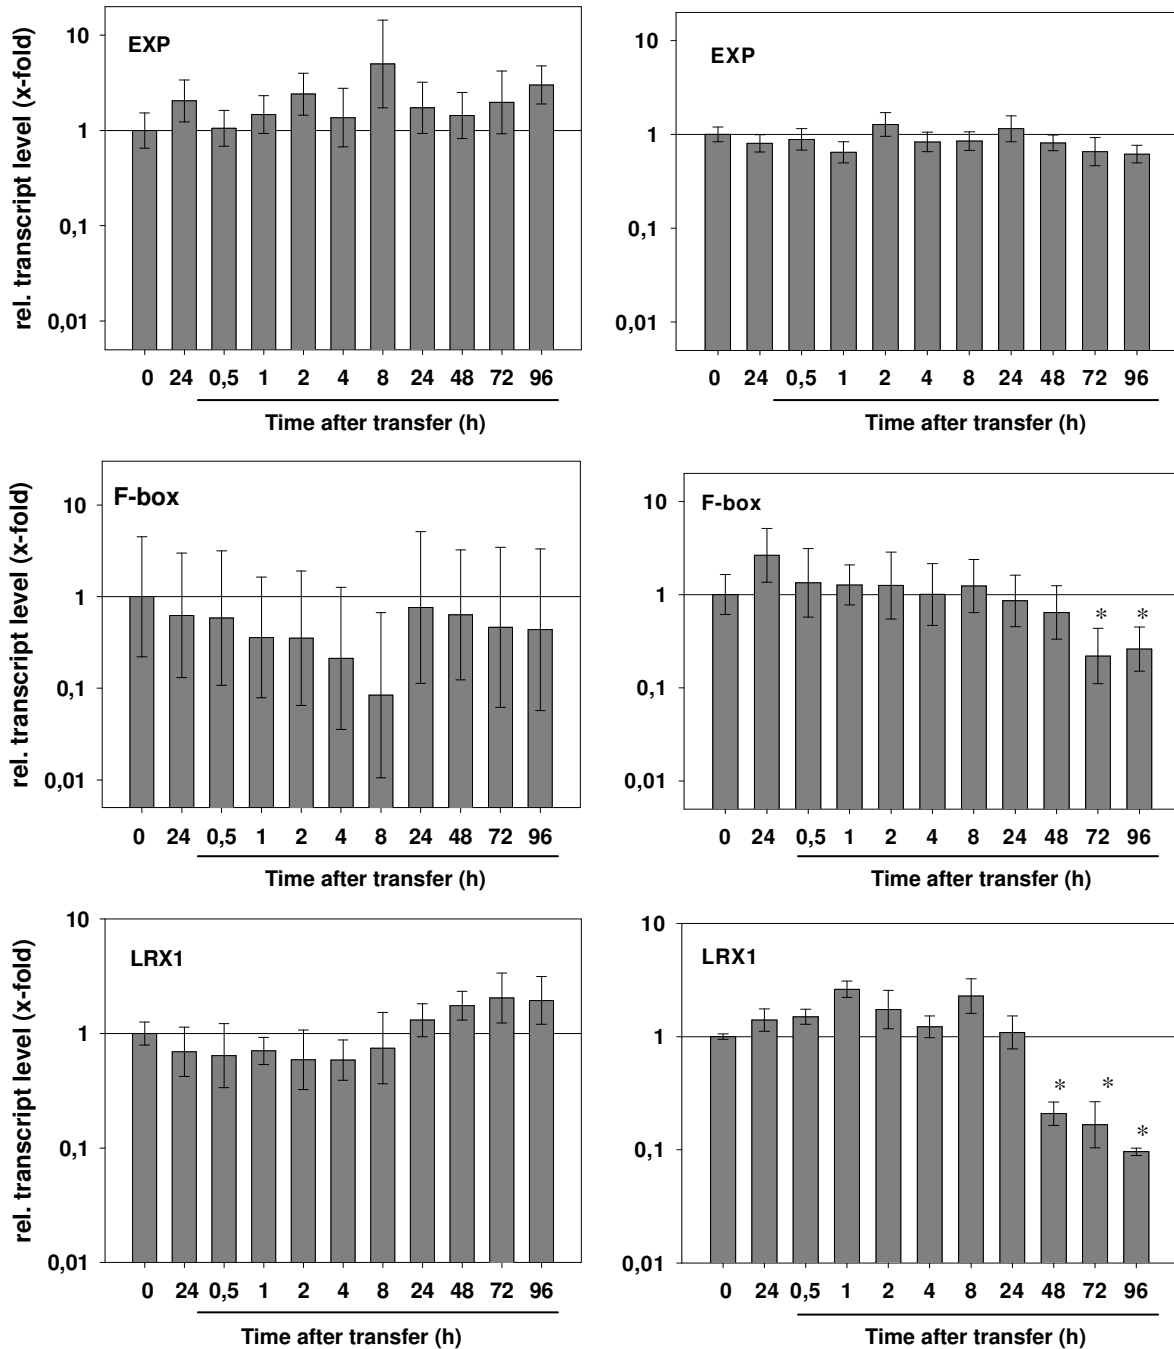 rel. transcript level (x-fold)
EXP
10
1
0,1
0,01
0 24 0,5 1 2 4 8 24 48 72 96
Time after transfer (h)
EXP
10
1
0,1
0,01
0 24 0,5 1 2 4 8 24 48 72 96
Time after transfer (h)
rel. transcript level (x-fold)
F-box
10
1
0,1
0,01
0 24 0,5 1 2 4 8 24 48 72 96
Time after transfer (h)
F-box
10
1
0,1
0,01
* *
0 24 0,5 1 2 4 8 24 48 72 96
Time after transfer (h)
rel. transcript level (x-fold)
LRX1
10
1
0,1
0,01
0 24 0,5 1 2 4 8 24 48 72 96
Time after transfer (h)
LRX1
10
1
0,1
0,01
* * *
0 24 0,5 1 2 4 8 24 48 72 96
Time after transfer (h)